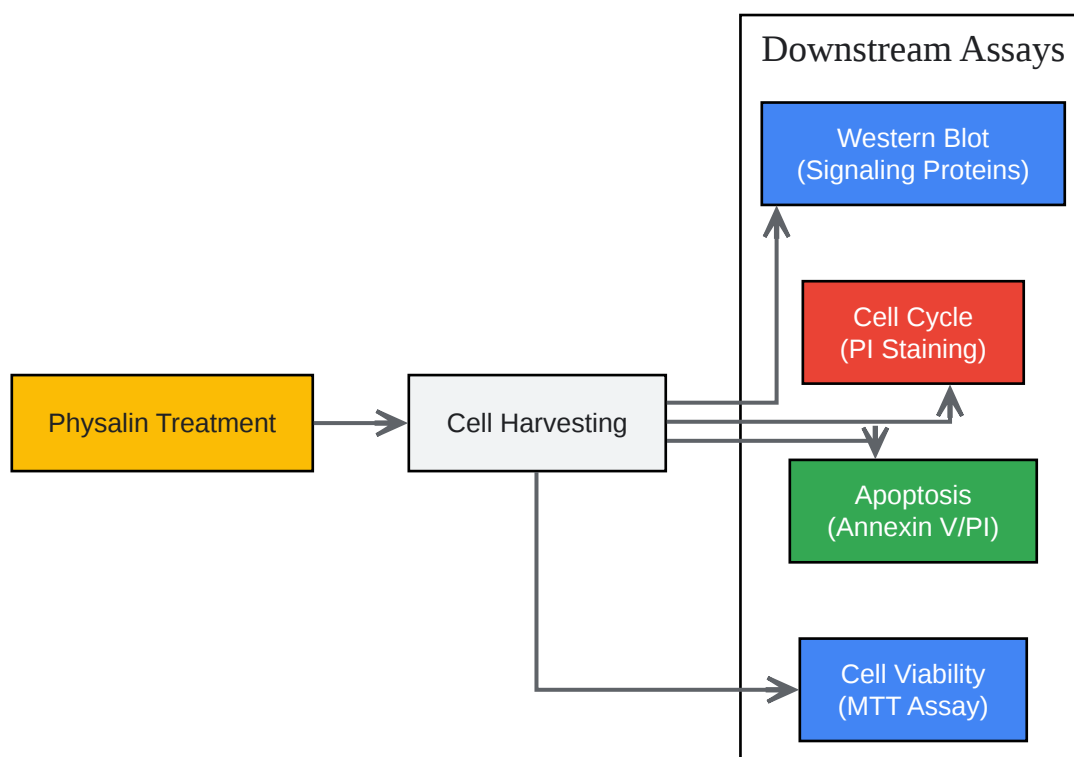 Downstream Assays
Western Blot
(Signaling Proteins)
Cell Cycle
(PI Staining)
Physalin Treatment
Cell Harvesting
Apoptosis
(Annexin V/PI)
Cell Viability
(MTT Assay)